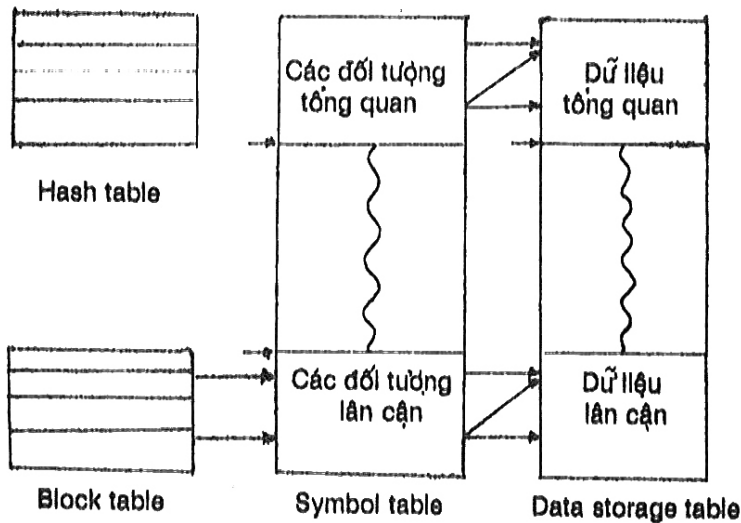 Các đối tượng
tổng quan
Dữ liệu
tổng quan
Hash table
Các đối tượng
lân cận
Dữ liệu
lân cận
Block table
Symbol table
Data storage table